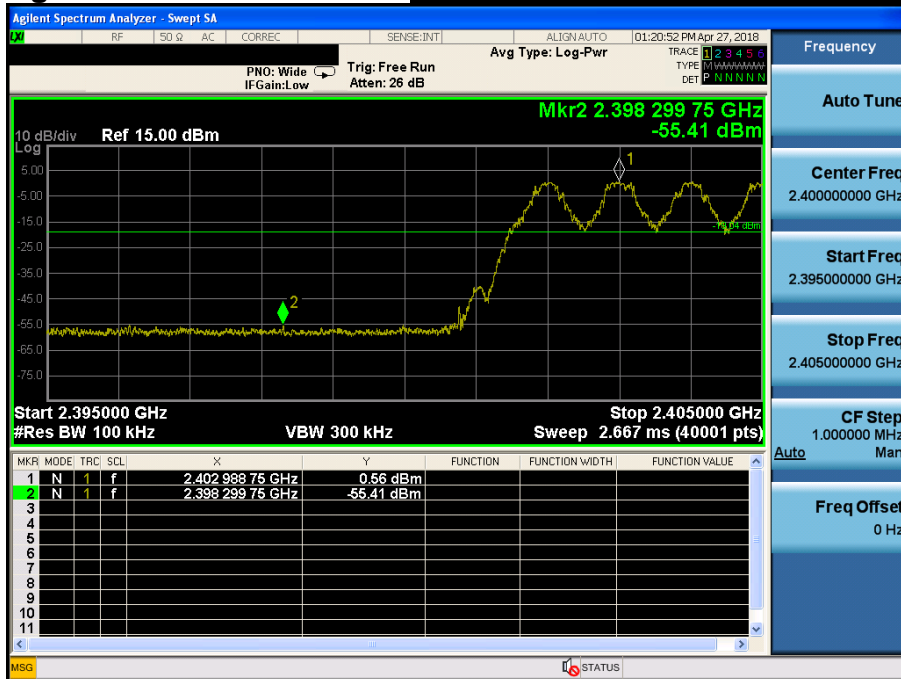 Agilent Spectrum Analyzer - Swept SA
LXI RF 50 Ω AC CORREC SENSE:INT ALIGN AUTO 01:20:52 PM Apr 27, 2018
Avg Type: Log-Pwr TRACE 1 2 3 4 5 6
TYPE M WWWWW
DET P N N N N N
PNO: Wide Trig: Free Run
IFGain:Low Atten: 26 dB
Mkr2 2.398 299 75 GHz
-55.41 dBm
10 dB/div Ref 15.00 dBm
Log
5.00
-5.00
-15.0
-25.0
-35.0
-45.0
-55.0
-65.0
-75.0
1
2
Start 2.395000 GHz Stop 2.405000 GHz
#Res BW 100 kHz VBW 300 kHz Sweep 2.667 ms (40001 pts)
MKR MODE TRC SCL X Y FUNCTION FUNCTION WIDTH FUNCTION VALUE
1 N 1 f 2.402 988 75 GHz 0.56 dBm
2 N 1 f 2.398 299 75 GHz -55.41 dBm
3
4
5
6
7
8
9
10
11
MSG STATUS
Frequency
Auto Tune
Center Freq
2.400000000 GHz
Start Freq
2.395000000 GHz
Stop Freq
2.405000000 GHz
CF Step
1.000000 MHz
Auto Man
Freq Offset
0 Hz